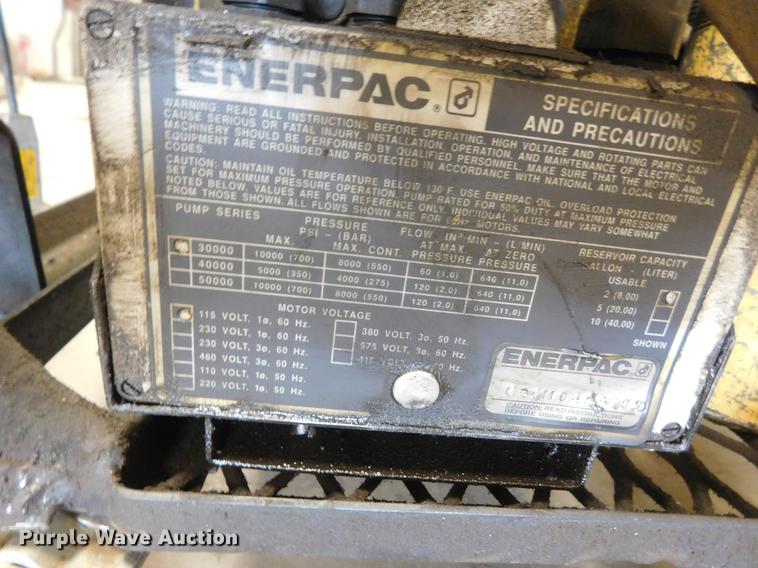 ENERPAC®
SPECIFICATIONS
AND PRECAUTIONS
WARNING: READ ALL INSTRUCTIONS BEFORE OPERATING. HIGH VOLTAGE AND ROTATING PARTS CAN
CAUSE SERIOUS OR FATAL INJURY. INSTALLATION, OPERATION, AND MAINTENANCE OF ELECTRICAL
MACHINERY SHOULD BE PERFORMED BY QUALIFIED PERSONNEL. MAKE SURE THAT THE MOTOR AND
EQUIPMENT ARE GROUNDED AND PROTECTED IN ACCORDANCE WITH NATIONAL AND LOCAL ELECTRICAL
CODES.
CAUTION: MAINTAIN OIL TEMPERATURE BELOW 130 F. USE ENERPAC OIL. OVERLOAD PROTECTION
SET FOR MAXIMUM PRESSURE OPERATION. PUMP RATED FOR 50% DUTY AT MAXIMUM PRESSURE
NOTED BELOW. VALUES ARE FOR REFERENCE ONLY. INDIVIDUAL VALUES MAY VARY SOMEWHAT
FROM THOSE SHOWN. ALL FLOWS SHOWN ARE FOR 60HZ MOTORS.
PUMP SERIES PRESSURE FLOW - IN³/MIN - (L/MIN) RESERVOIR CAPACITY
PSI - (BAR) AT MAX AT ZERO GALLON - (LITER)
MAX. MAX. CONT. PRESSURE PRESSURE USABLE
30000 10000 (700) 8000 (550) 60 (1,0) 640 (11,0) 2 (8,00)
40000 5000 (350) 4000 (275) 120 (2,0) 640 (11,0) 5 (20,00)
50000 10000 (700) 8000 (550) 120 (2,0) 640 (11,0) 10 (40,00)
SHOWN
MOTOR VOLTAGE
115 VOLT, 1ø, 60 Hz. 380 VOLT, 3ø, 50 Hz.
230 VOLT, 1ø, 60 Hz. 575 VOLT, 3ø, 60 Hz.
230 VOLT, 3ø, 60 Hz. VOLT
460 VOLT, 3ø, 60 Hz.
110 VOLT, 1ø, 50 Hz.
220 VOLT, 1ø, 50 Hz.
ENERPAC
CAUTION: READ INSTRUCTIONS
BEFORE USING OR REPAIRING
Purple Wave Auction